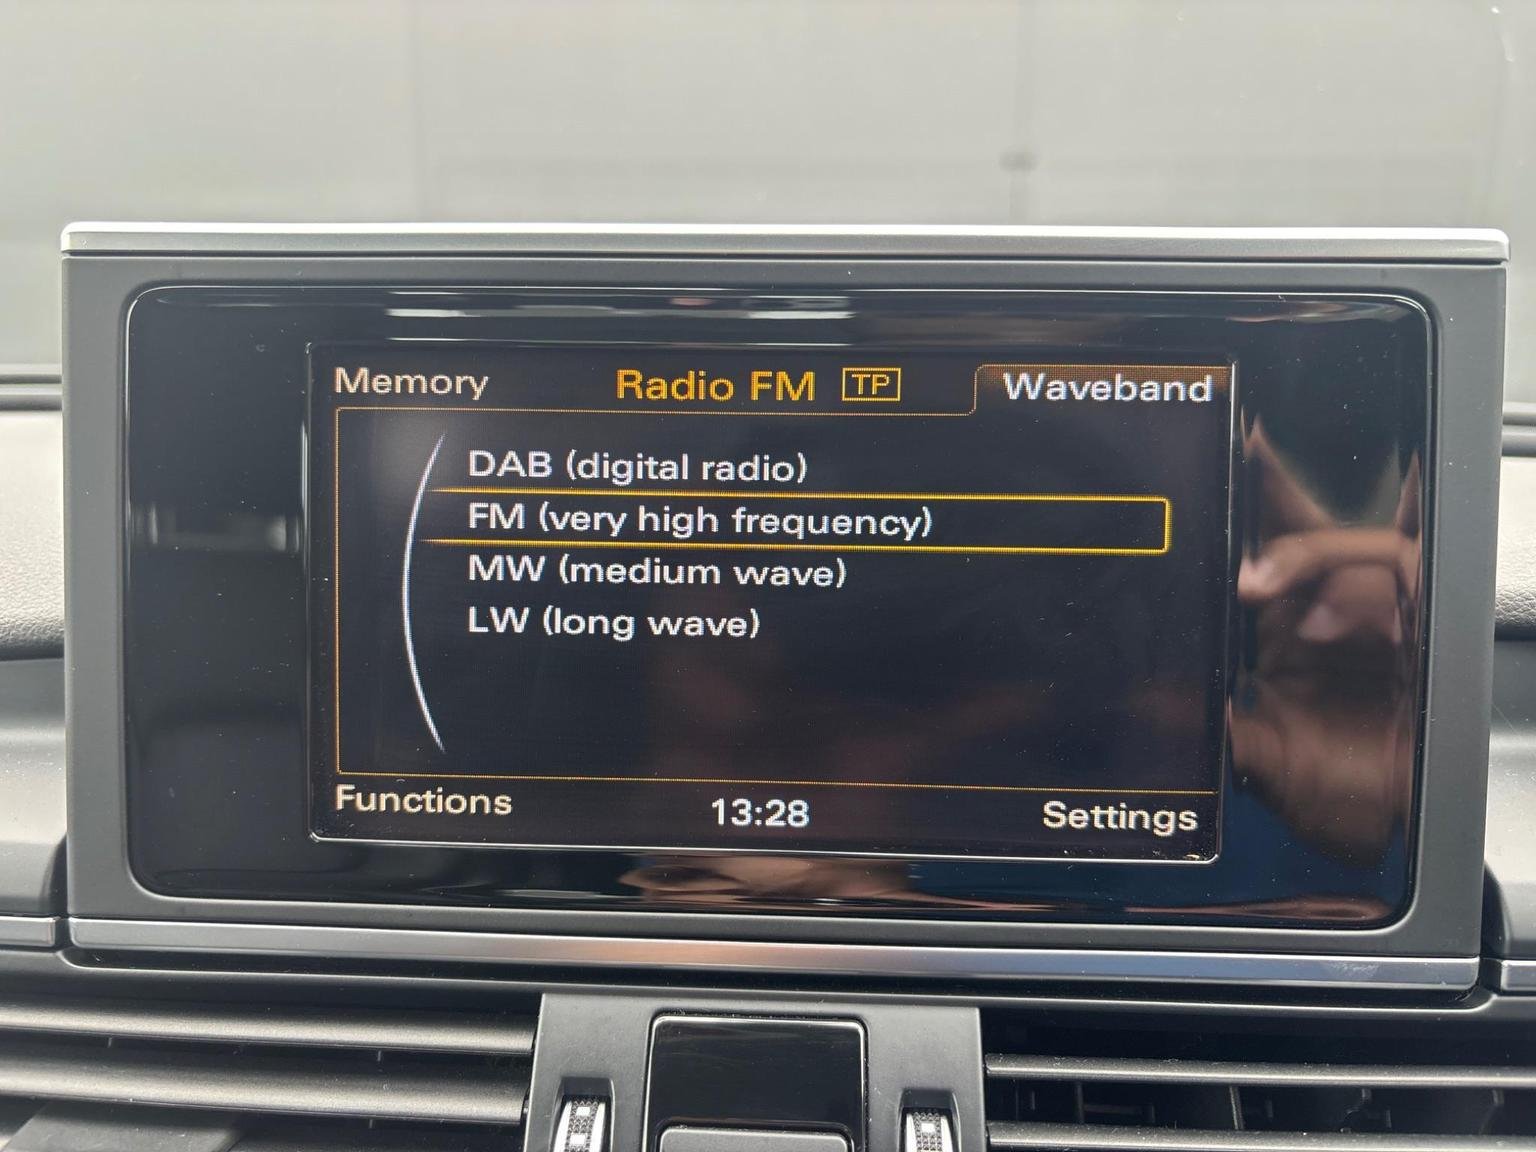 Memory
Radio FM TP
Waveband
DAB (digital radio)
FM (very high frequency)
MW (medium wave)
LW (long wave)
Functions
13:28
Settings